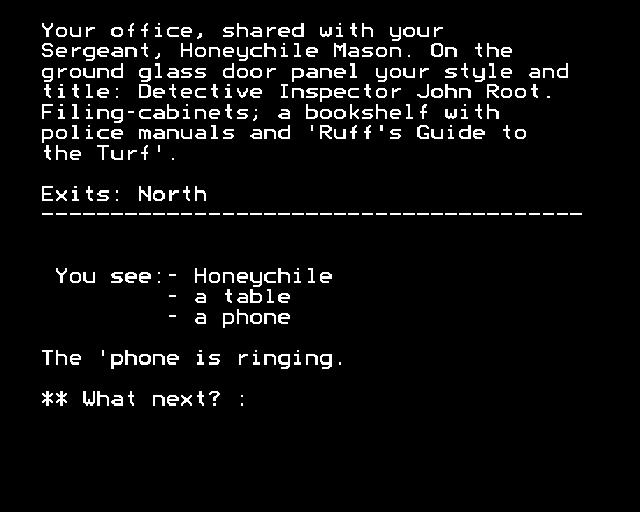 Your office, shared with your
Sergeant, Honeychile Mason. On the
ground glass door panel your style and
title: Detective Inspector John Root.
Filing-cabinets; a bookshelf with
police manuals and 'Ruff's Guide to
the Turf'.
Exits: North
----------------------------------------
You see:- Honeychile
- a table
- a phone
The 'phone is ringing.
** What next? :